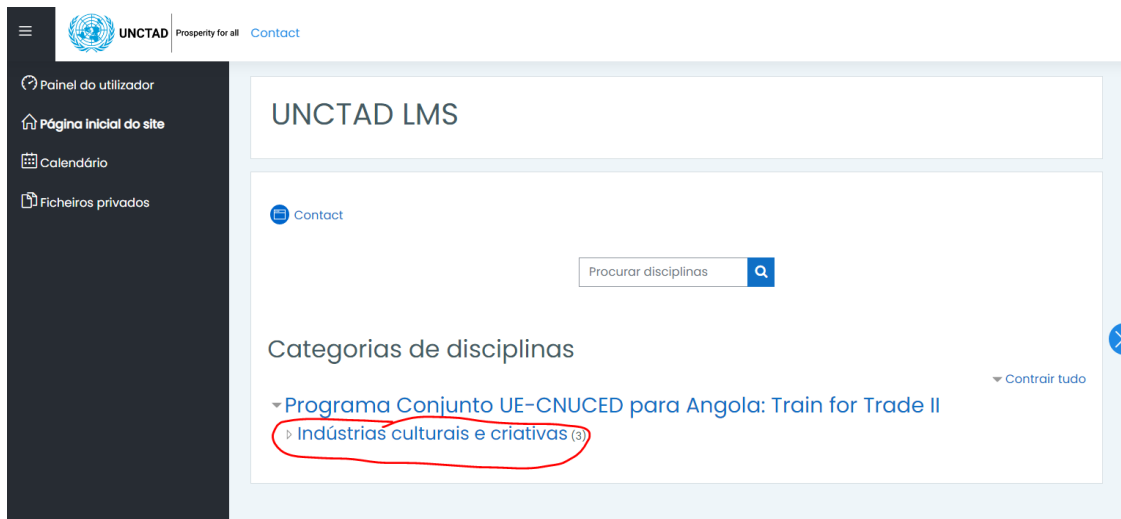 UNCTAD Prosperity for all Contact
Painel do utilizador
Página inicial do site
Calendário
Ficheiros privados
UNCTAD LMS
Contact
Procurar disciplinas
Categorias de disciplinas
Contrair tudo
Programa Conjunto UE-CNUCED para Angola: Train for Trade II
Indústrias culturais e criativas (3)